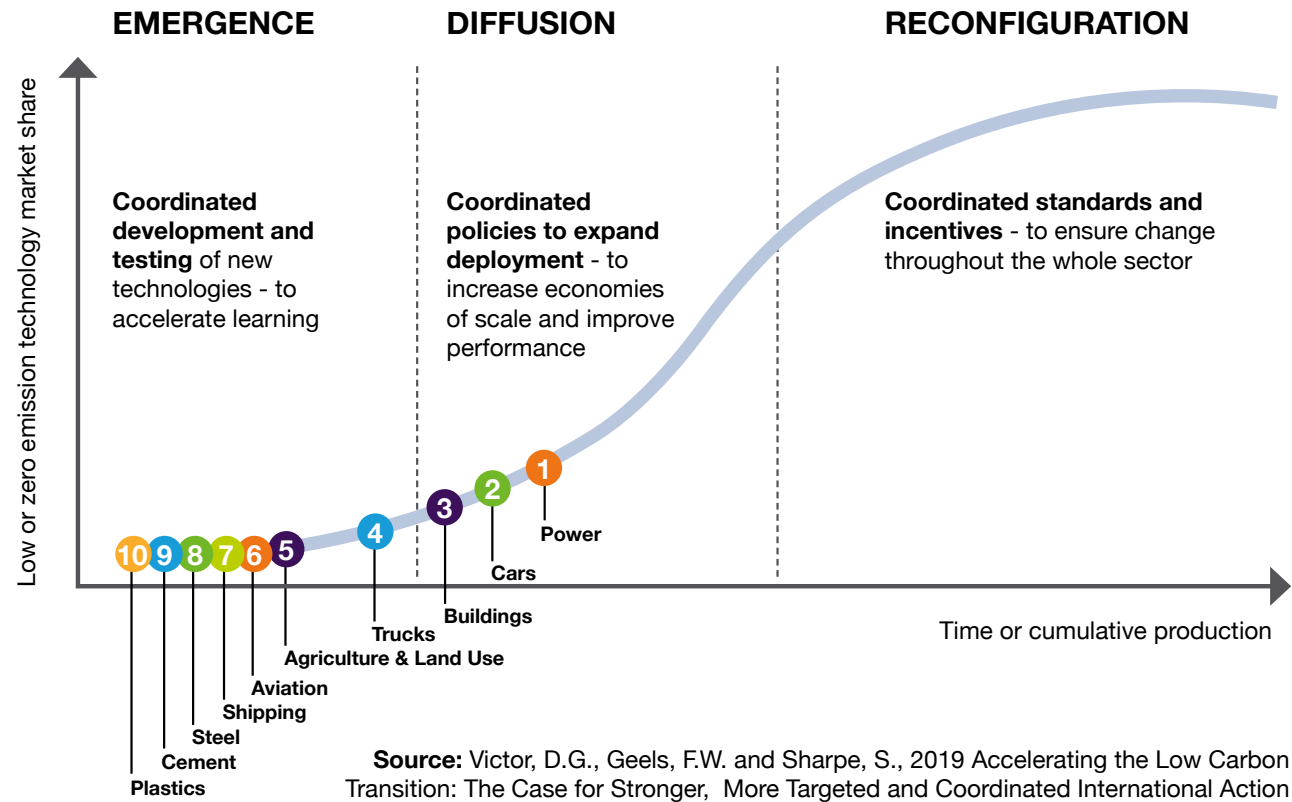 EMERGENCE
DIFFUSION
RECONFIGURATION
Low or zero emission technology market share
Coordinated
development and
testing of new
technologies - to
accelerate learning
Coordinated
policies to expand
deployment - to
increase economies
of scale and improve
performance
Coordinated standards and
incentives - to ensure change
throughout the whole sector
10
9
8
7
6
5
4
3
2
1
Power
Cars
Buildings
Trucks
Agriculture & Land Use
Aviation
Shipping
Steel
Cement
Plastics
Time or cumulative production
Source: Victor, D.G., Geels, F.W. and Sharpe, S., 2019 Accelerating the Low Carbon
Transition: The Case for Stronger, More Targeted and Coordinated International Action